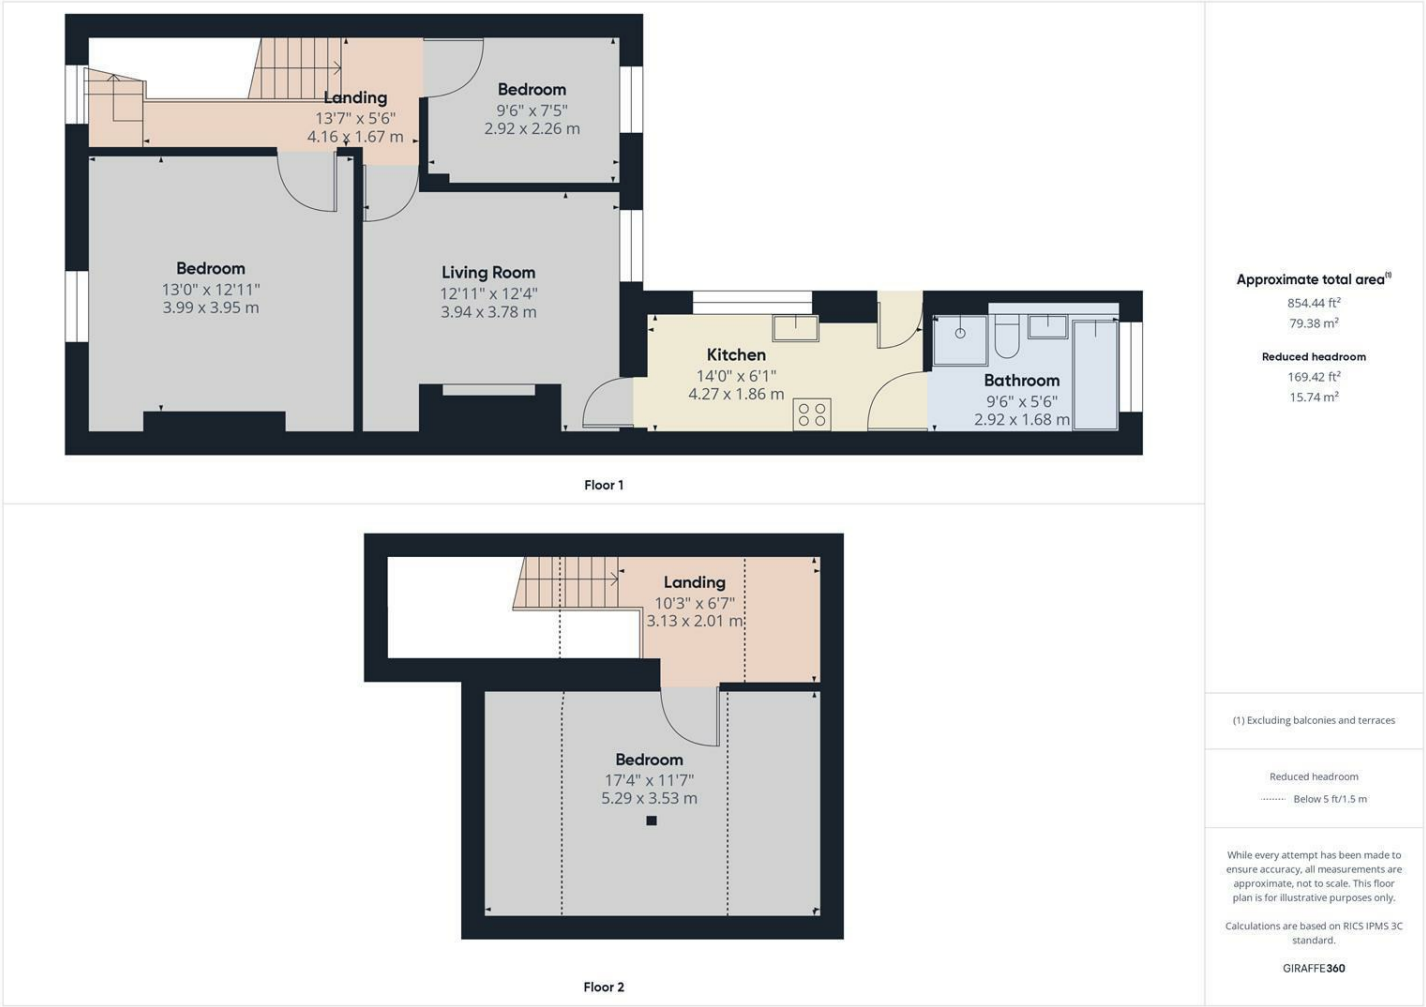 Landing
13'7" x 5'6"
4.16 x 1.67 m
Bedroom
9'6" x 7'5"
2.92 x 2.26 m
Bedroom
13'0" x 12'11"
3.99 x 3.95 m
Living Room
12'11" x 12'4"
3.94 x 3.78 m
Kitchen
14'0" x 6'1"
4.27 x 1.86 m
Bathroom
9'6" x 5'6"
2.92 x 1.68 m
Floor 1
Landing
10'3" x 6'7"
3.13 x 2.01 m
Bedroom
17'4" x 11'7"
5.29 x 3.53 m
Floor 2
Approximate total area(1)
854.44 ft²
79.38 m²
Reduced headroom
169.42 ft²
15.74 m²
(1) Excluding balconies and terraces
Reduced headroom
Below 5 ft/1.5 m
While every attempt has been made to
ensure accuracy, all measurements are
approximate, not to scale. This floor
plan is for illustrative purposes only.
Calculations are based on RICS IPMS 3C
standard.
GIRAFFE360